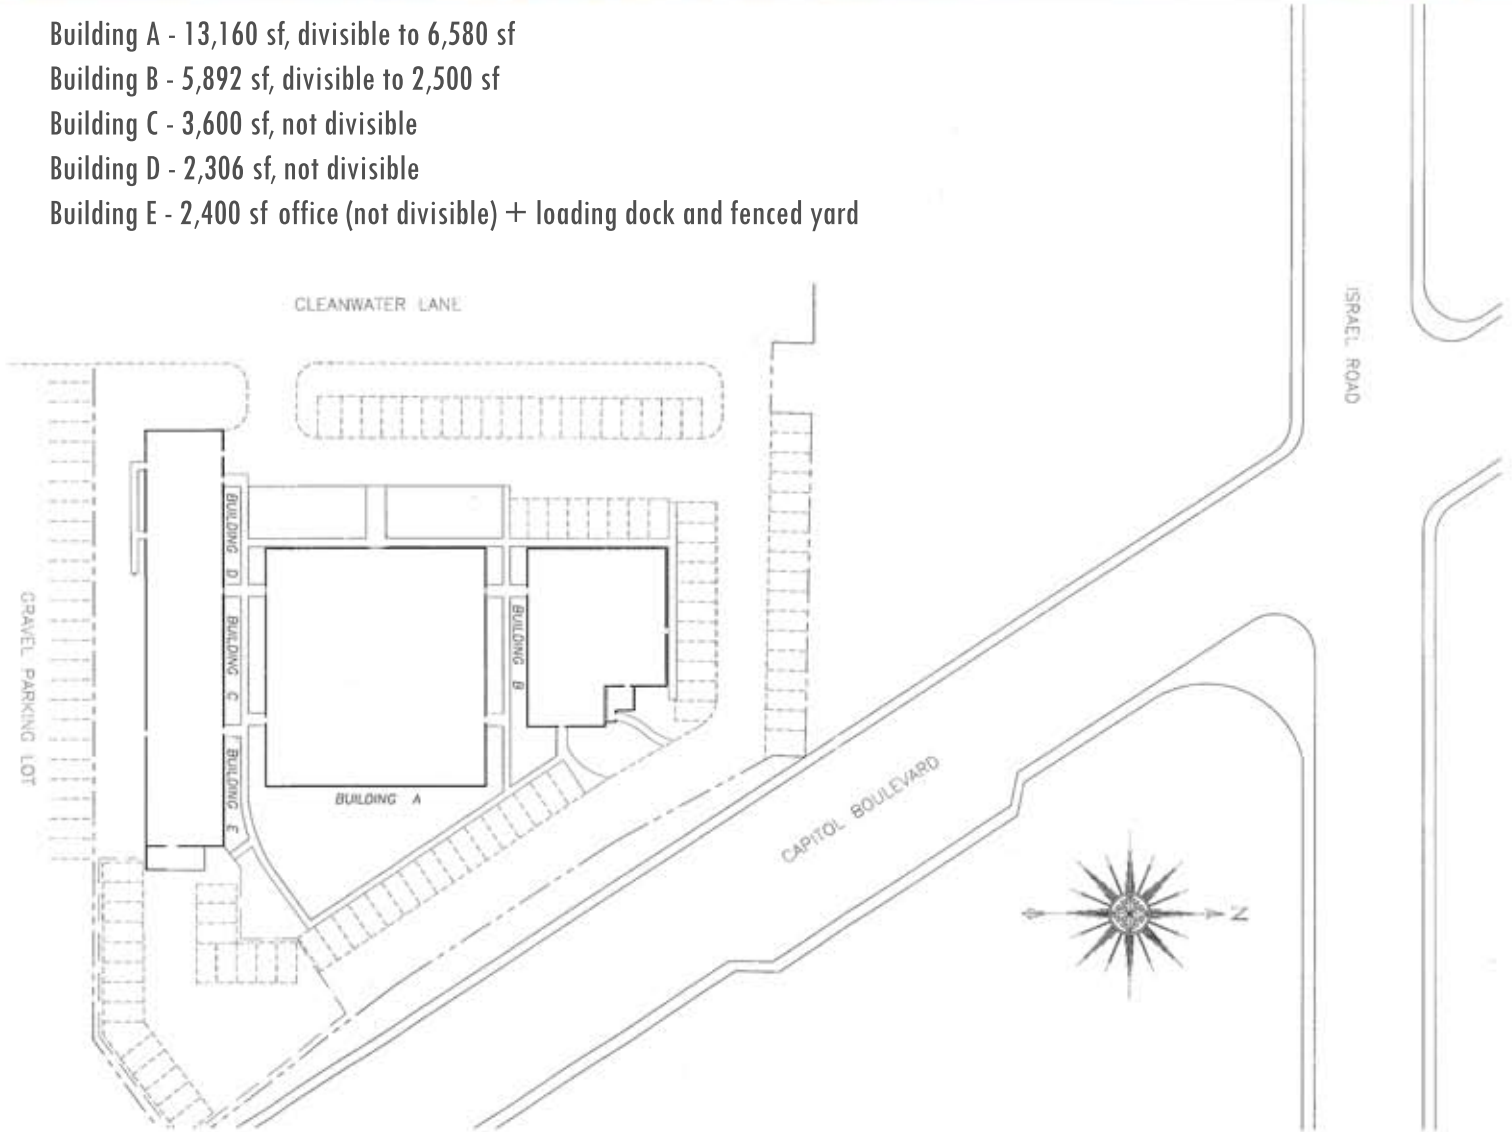 Building A - 13,160 sf, divisible to 6,580 sf
Building B - 5,892 sf, divisible to 2,500 sf
Building C - 3,600 sf, not divisible
Building D - 2,306 sf, not divisible
Building E - 2,400 sf office (not divisible) + loading dock and fenced yard
CLEANWATER LANE
ISRAEL ROAD
BUILDING D
BUILDING C
BUILDING B
GRAVEL PARKING LOT
BUILDING E
BUILDING A
CAPITOL BOULEVARD
N